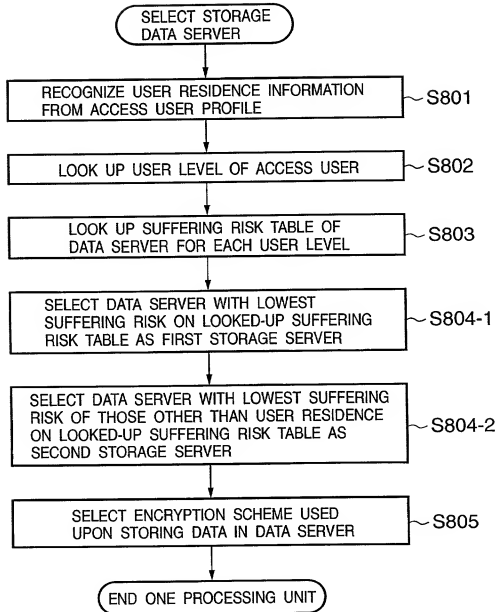 SELECT STORAGE
DATA SERVER
RECOGNIZE USER RESIDENCE INFORMATION
FROM ACCESS USER PROFILE
S801
LOOK UP USER LEVEL OF ACCESS USER
S802
LOOK UP SUFFERING RISK TABLE OF
DATA SERVER FOR EACH USER LEVEL
S803
SELECT DATA SERVER WITH LOWEST
SUFFERING RISK ON LOOKED-UP SUFFERING
RISK TABLE AS FIRST STORAGE SERVER
S804-1
SELECT DATA SERVER WITH LOWEST SUFFERING
RISK OF THOSE OTHER THAN USER RESIDENCE
ON LOOKED-UP SUFFERING RISK TABLE AS
SECOND STORAGE SERVER
S804-2
SELECT ENCRYPTION SCHEME USED
UPON STORING DATA IN DATA SERVER
S805
END ONE PROCESSING UNIT